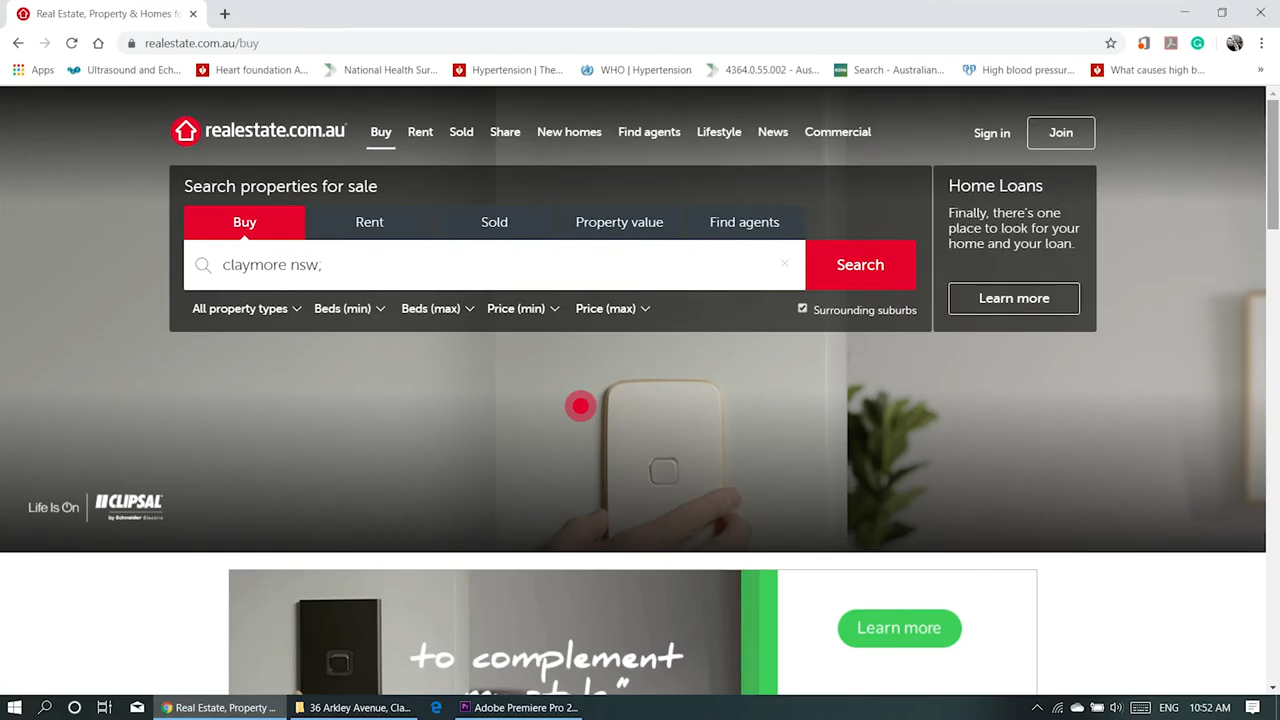 Real Estate, Property & Homes fo
realestate.com.au/buy
Apps
Ultrasound and Ech...
Heart foundation A...
National Health Sur...
Hypertension | The...
WHO | Hypertension
4364.0.55.002 - Aus...
Search - Australian...
High blood pressur...
What causes high b...
»
realestate.com.au
Buy
Rent
Sold
Share
New homes
Find agents
Lifestyle
News
Commercial
Sign in
Join
Search properties for sale
Buy
Rent
Sold
Property value
Find agents
claymore nsw;
Search
All property types
Beds (min)
Beds (max)
Price (min)
Price (max)
Surrounding suburbs
Home Loans
Finally, there's one
place to look for your
home and your loan.
Learn more
Life Is On
CLIPSAL
by Schneider Electric
to complement
Learn more
Real Estate, Property ...
36 Arkley Avenue, Cla...
Adobe Premiere Pro 2...
ENG
10:52 AM